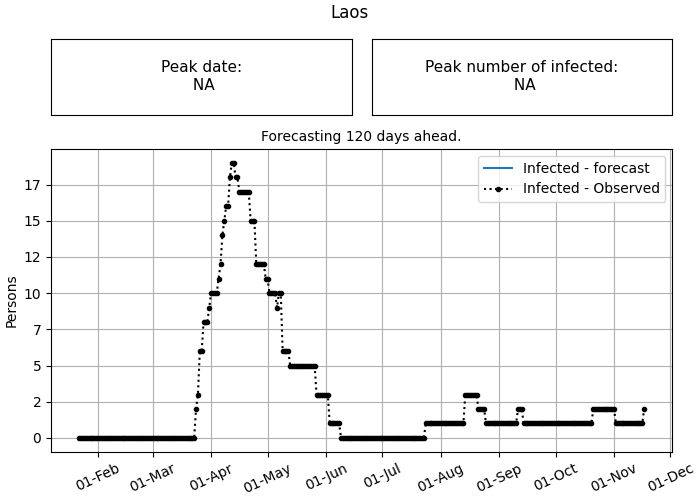 Laos
Peak date:
NA
Peak number of infected:
NA
Forecasting 120 days ahead.
Infected - forecast
Infected - Observed
Persons
17
15
12
10
7
5
2
0
01-Feb
01-Mar
01-Apr
01-May
01-Jun
01-Jul
01-Aug
01-Sep
01-Oct
01-Nov
01-Dec